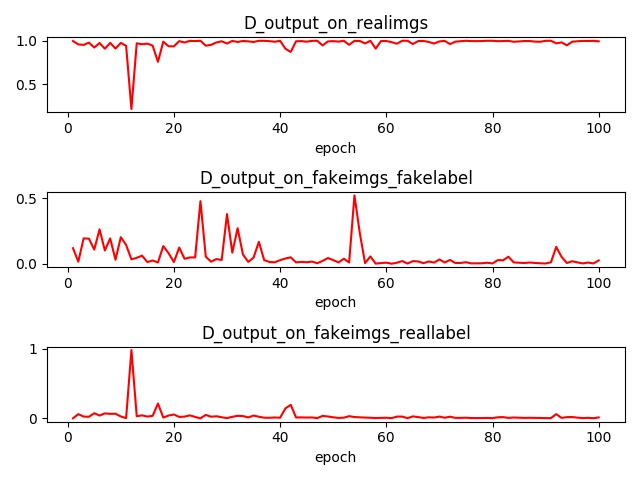 D_output_on_realimgs
1.0
0.5
0 20 40 60 80 100
epoch
D_output_on_fakeimgs_fakelabel
0.5
0.0
0 20 40 60 80 100
epoch
D_output_on_fakeimgs_reallabel
1
0
0 20 40 60 80 100
epoch